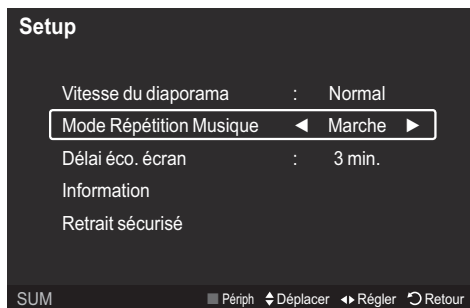 Setup
Vitesse du diaporama : Normal
Mode Répétition Musique ◀ Marche ▶
Délai éco. écran : 3 min.
Information
Retrait sécurisé
SUM Périph Déplacer Régler Retour